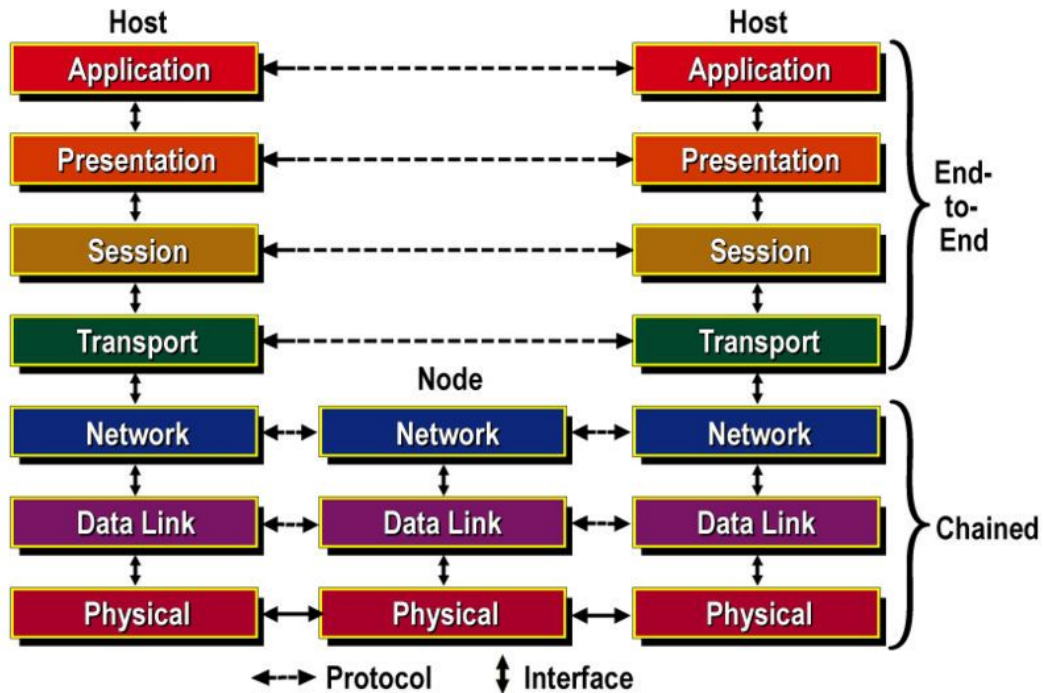 Host Host
Application Application
Presentation Presentation
End-
to-
End
Session Session
Transport Transport
Node
Network Network Network
Data Link Data Link Data Link
Chained
Physical Physical Physical
Protocol Interface